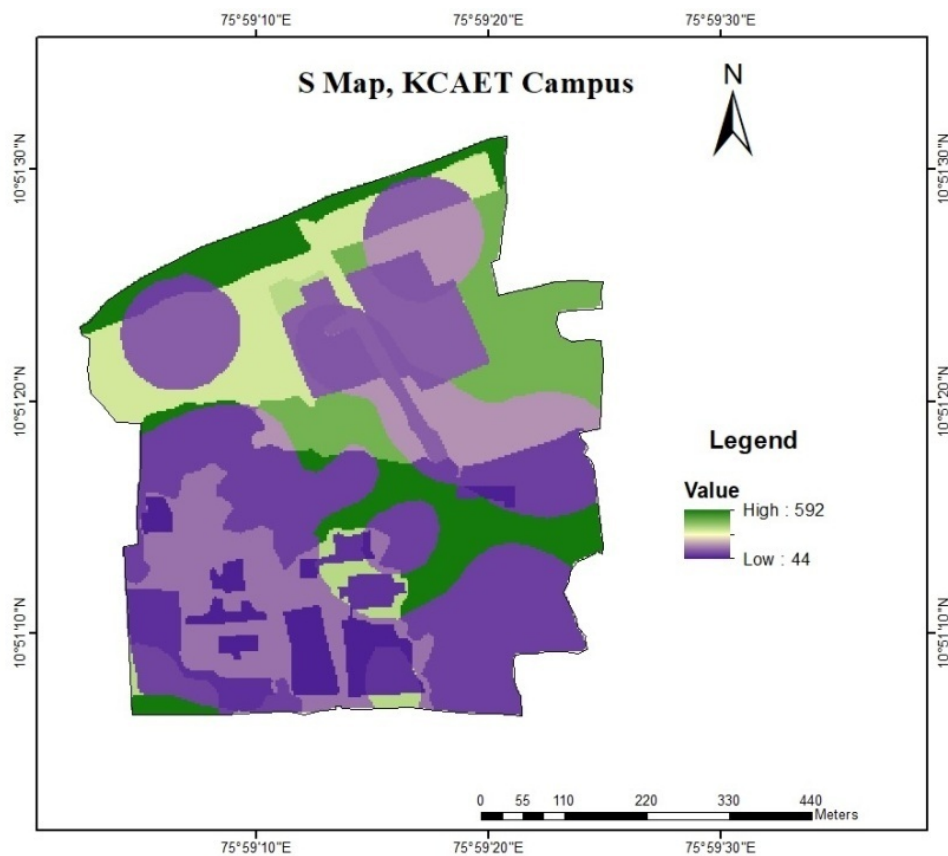 75°59'10"E 75°59'20"E 75°59'30"E
S Map, KCAET Campus
N
10°51'30"N 10°51'30"N
10°51'20"N 10°51'20"N
Legend
Value
High : 592
Low : 44
10°51'10"N 10°51'10"N
0 55 110 220 330 440
Meters
75°59'10"E 75°59'20"E 75°59'30"E